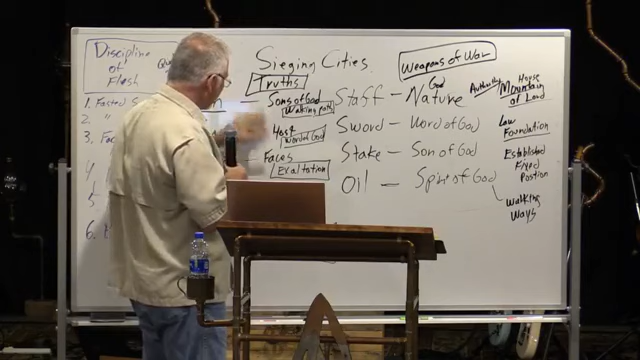 Discipline
of
Flesh
Sieging Cities
Weapons of War
Truths
1. Fasted
2. "
3.
4
5
6.
Sons of God
Walking path
Host
World God
Faces
Exaltation
Staff - Nature
God
Sword - Word of God
Stake - Son of God
Oil - Spirit of God
Authority
House
Mountain
of Lord
Law
Foundation
Established
Fixed
Position
Walking
Ways